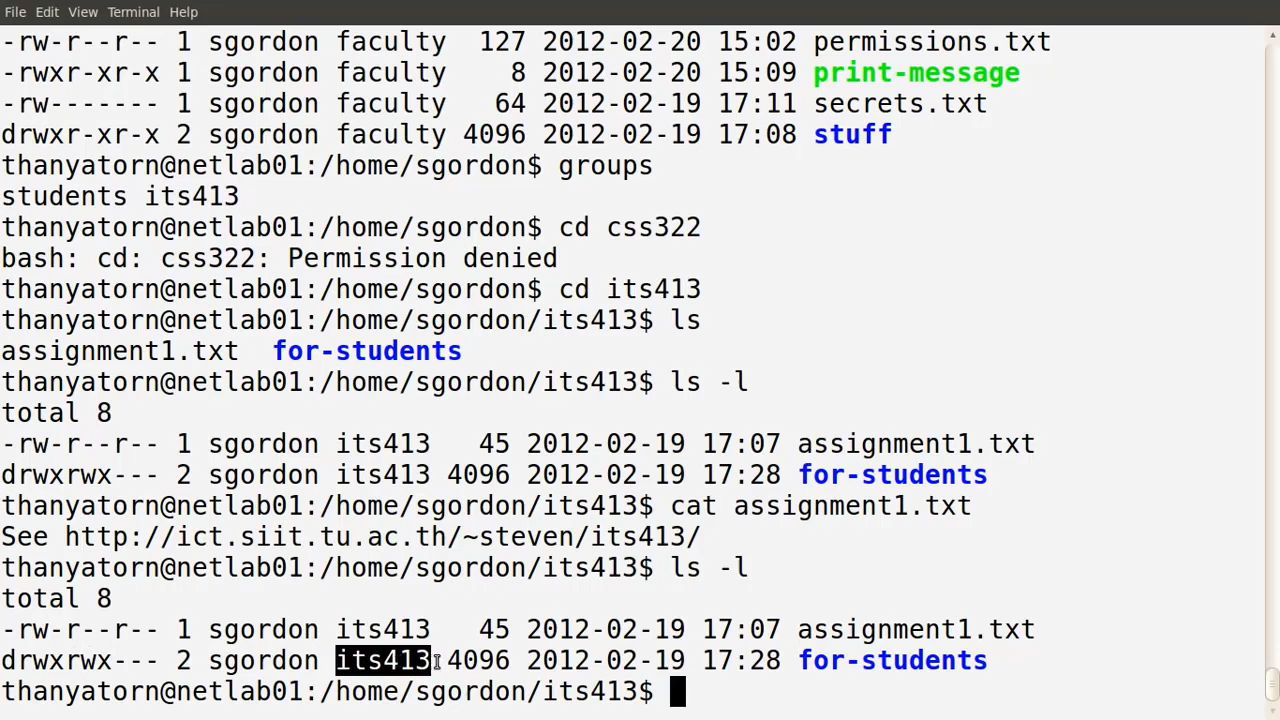 File Edit View Terminal Help
-rw-r--r-- 1 sgordon faculty  127 2012-02-20 15:02 permissions.txt
-rwxr-xr-x 1 sgordon faculty    8 2012-02-20 15:09 print-message
-rw------- 1 sgordon faculty   64 2012-02-19 17:11 secrets.txt
drwxr-xr-x 2 sgordon faculty 4096 2012-02-19 17:08 stuff
thanyatorn@netlab01:/home/sgordon$ groups
students its413
thanyatorn@netlab01:/home/sgordon$ cd css322
bash: cd: css322: Permission denied
thanyatorn@netlab01:/home/sgordon$ cd its413
thanyatorn@netlab01:/home/sgordon/its413$ ls
assignment1.txt  for-students
thanyatorn@netlab01:/home/sgordon/its413$ ls -l
total 8
-rw-r--r-- 1 sgordon its413   45 2012-02-19 17:07 assignment1.txt
drwxrwx--- 2 sgordon its413 4096 2012-02-19 17:28 for-students
thanyatorn@netlab01:/home/sgordon/its413$ cat assignment1.txt
See http://ict.siit.tu.ac.th/~steven/its413/
thanyatorn@netlab01:/home/sgordon/its413$ ls -l
total 8
-rw-r--r-- 1 sgordon its413   45 2012-02-19 17:07 assignment1.txt
drwxrwx--- 2 sgordon its413 4096 2012-02-19 17:28 for-students
thanyatorn@netlab01:/home/sgordon/its413$